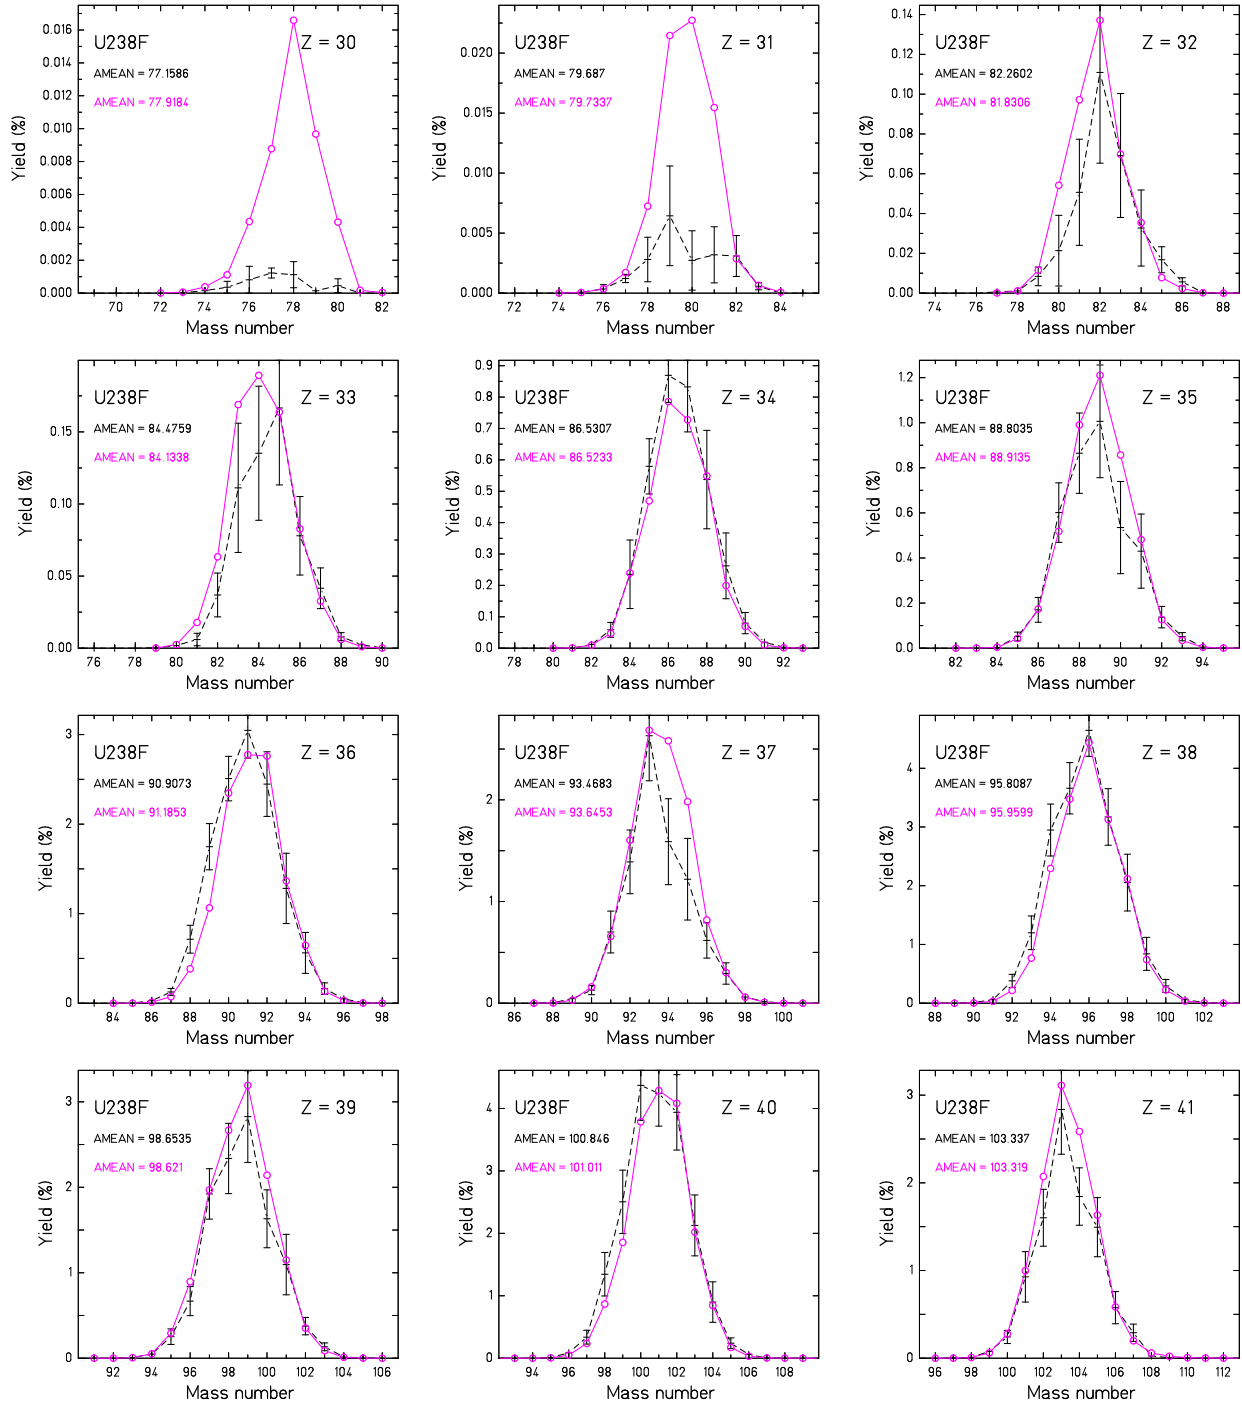 U238F
Z = 30
AMEAN = 77.1586
AMEAN = 77.9184
Yield (%)
0.016
0.014
0.012
0.010
0.008
0.006
0.004
0.002
0.000
70 72 74 76 78 80 82
Mass number
U238F
Z = 31
AMEAN = 79.687
AMEAN = 79.7337
Yield (%)
0.020
0.015
0.010
0.005
0.000
72 74 76 78 80 82 84
Mass number
U238F
Z = 32
AMEAN = 82.2602
AMEAN = 81.8306
Yield (%)
0.14
0.12
0.10
0.08
0.06
0.04
0.02
0.00
74 76 78 80 82 84 86 88
Mass number
U238F
Z = 33
AMEAN = 84.4759
AMEAN = 84.1338
Yield (%)
0.15
0.10
0.05
0.00
76 78 80 82 84 86 88 90
Mass number
U238F
Z = 34
AMEAN = 86.5307
AMEAN = 86.5233
Yield (%)
0.9
0.8
0.7
0.6
0.5
0.4
0.3
0.2
0.1
0.0
78 80 82 84 86 88 90 92
Mass number
U238F
Z = 35
AMEAN = 88.8035
AMEAN = 88.9135
Yield (%)
1.2
1.0
0.8
0.6
0.4
0.2
0.0
82 84 86 88 90 92 94
Mass number
U238F
Z = 36
AMEAN = 90.9073
AMEAN = 91.1853
Yield (%)
3
2
1
0
84 86 88 90 92 94 96 98
Mass number
U238F
Z = 37
AMEAN = 93.4683
AMEAN = 93.6453
Yield (%)
2
1
0
86 88 90 92 94 96 98 100
Mass number
U238F
Z = 38
AMEAN = 95.8087
AMEAN = 95.9599
Yield (%)
4
3
2
1
0
88 90 92 94 96 98 100 102
Mass number
U238F
Z = 39
AMEAN = 98.6535
AMEAN = 98.621
Yield (%)
3
2
1
0
92 94 96 98 100 102 104 106
Mass number
U238F
Z = 40
AMEAN = 100.846
AMEAN = 101.011
Yield (%)
4
3
2
1
0
94 96 98 100 102 104 106 108
Mass number
U238F
Z = 41
AMEAN = 103.337
AMEAN = 103.319
Yield (%)
3
2
1
0
96 98 100 102 104 106 108 110 112
Mass number